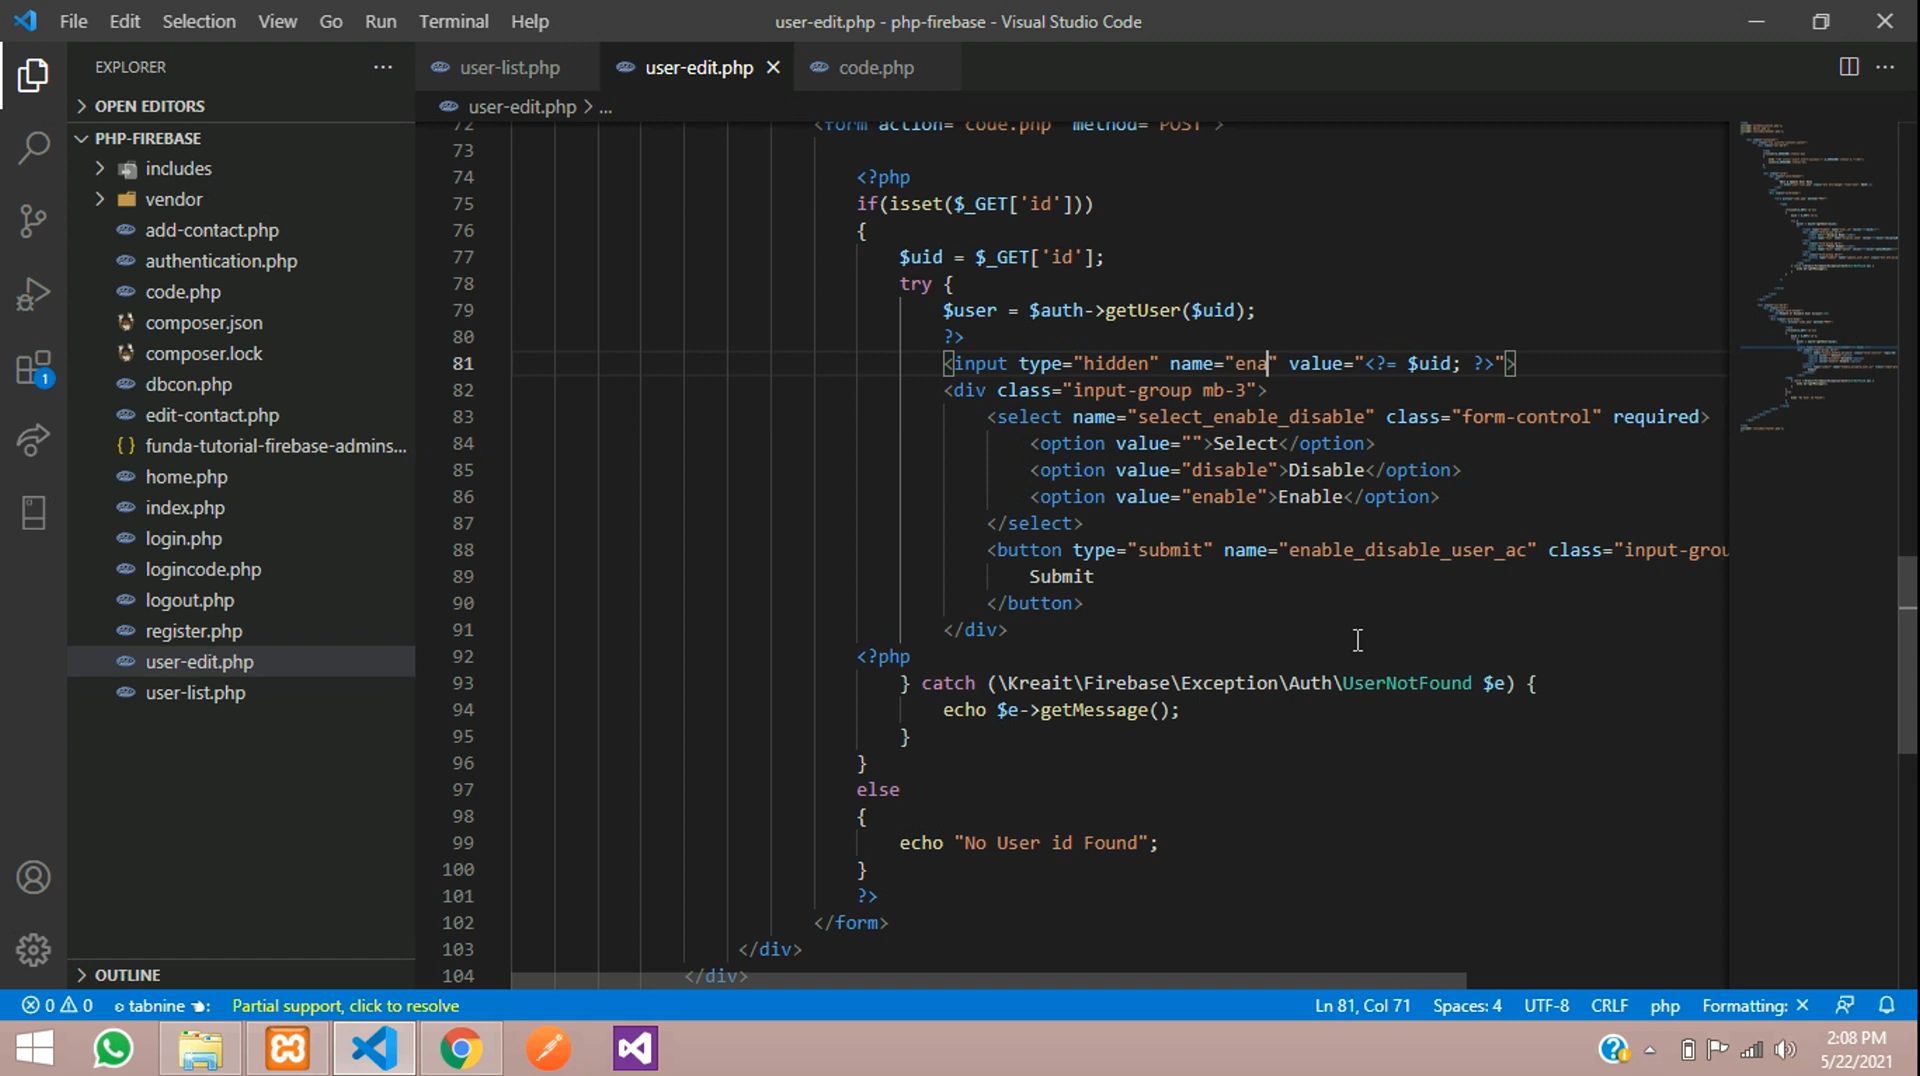 File Edit Selection View Go Run Terminal Help user-edit.php - php-firebase - Visual Studio Code
EXPLORER ...
OPEN EDITORS
PHP-FIREBASE
includes
vendor
add-contact.php
authentication.php
code.php
composer.json
composer.lock
dbcon.php
edit-contact.php
{} funda-tutorial-firebase-admins...
home.php
index.php
login.php
logincode.php
logout.php
register.php
user-edit.php
user-list.php
OUTLINE
1
user-list.php user-edit.php code.php
user-edit.php > ...
72 <form action="code.php" method="POST">
73
74 <?php
75 if(isset($_GET['id']))
76 {
77 $uid = $_GET['id'];
78 try {
79 $user = $auth->getUser($uid);
80 ?>
81 <input type="hidden" name="ena" value="<?= $uid; ?>">
82 <div class="input-group mb-3">
83 <select name="select_enable_disable" class="form-control" required>
84 <option value="">Select</option>
85 <option value="disable">Disable</option>
86 <option value="enable">Enable</option>
87 </select>
88 <button type="submit" name="enable_disable_user_ac" class="input-grou
89 Submit
90 </button>
91 </div>
92 <?php
93 } catch (\Kreait\Firebase\Exception\Auth\UserNotFound $e) {
94 echo $e->getMessage();
95 }
96 }
97 else
98 {
99 echo "No User id Found";
100 }
101 ?>
102 </form>
103 </div>
104 </div>
0 0 tabnine Partial support, click to resolve Ln 81, Col 71 Spaces: 4 UTF-8 CRLF php Formatting: ×
2:08 PM
5/22/2021